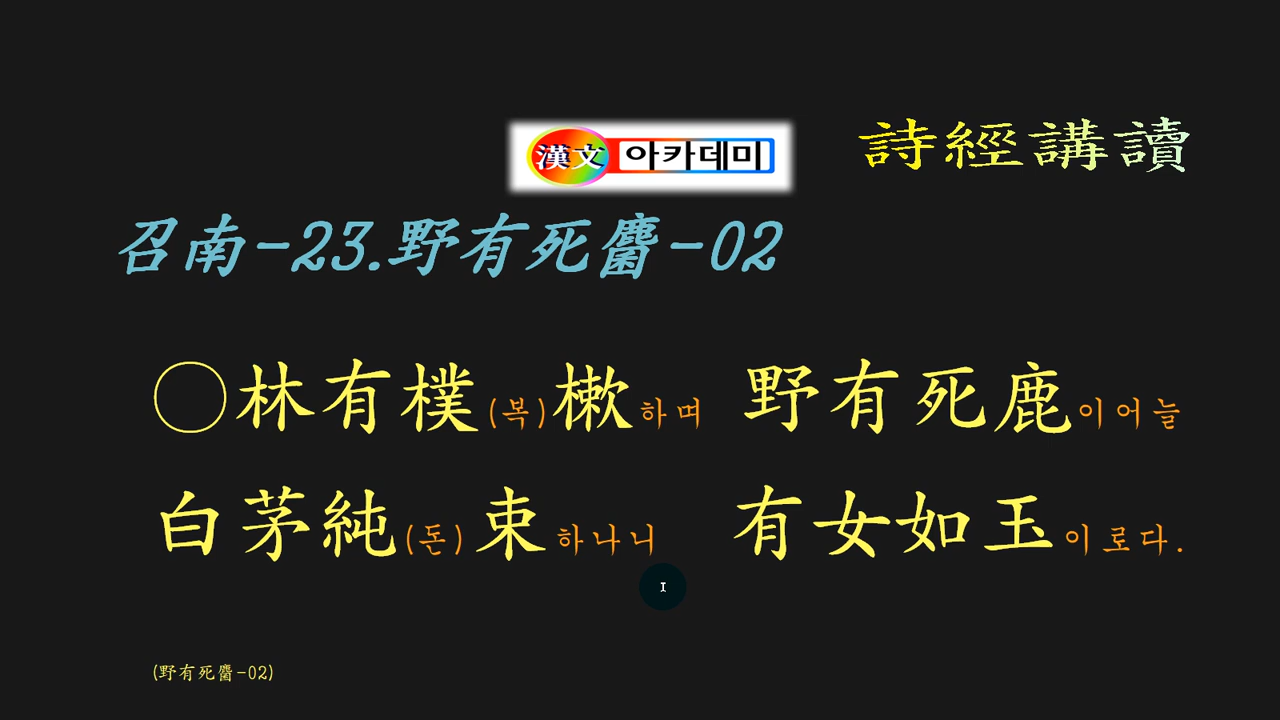 漢文 아카데미
詩經講讀
召南-23.野有死麕-02
◯林有樸(복)樕하며 野有死鹿이어늘
白茅純(돈)束하나니 有女如玉이로다.
(野有死麕-02)